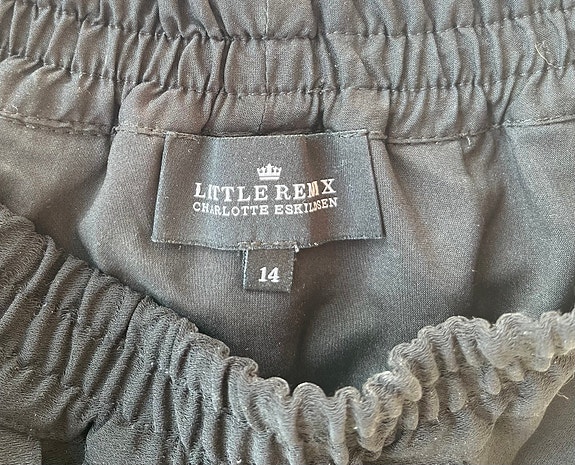 LITTLE REMIX
CHARLOTTE ESKILDSEN
14